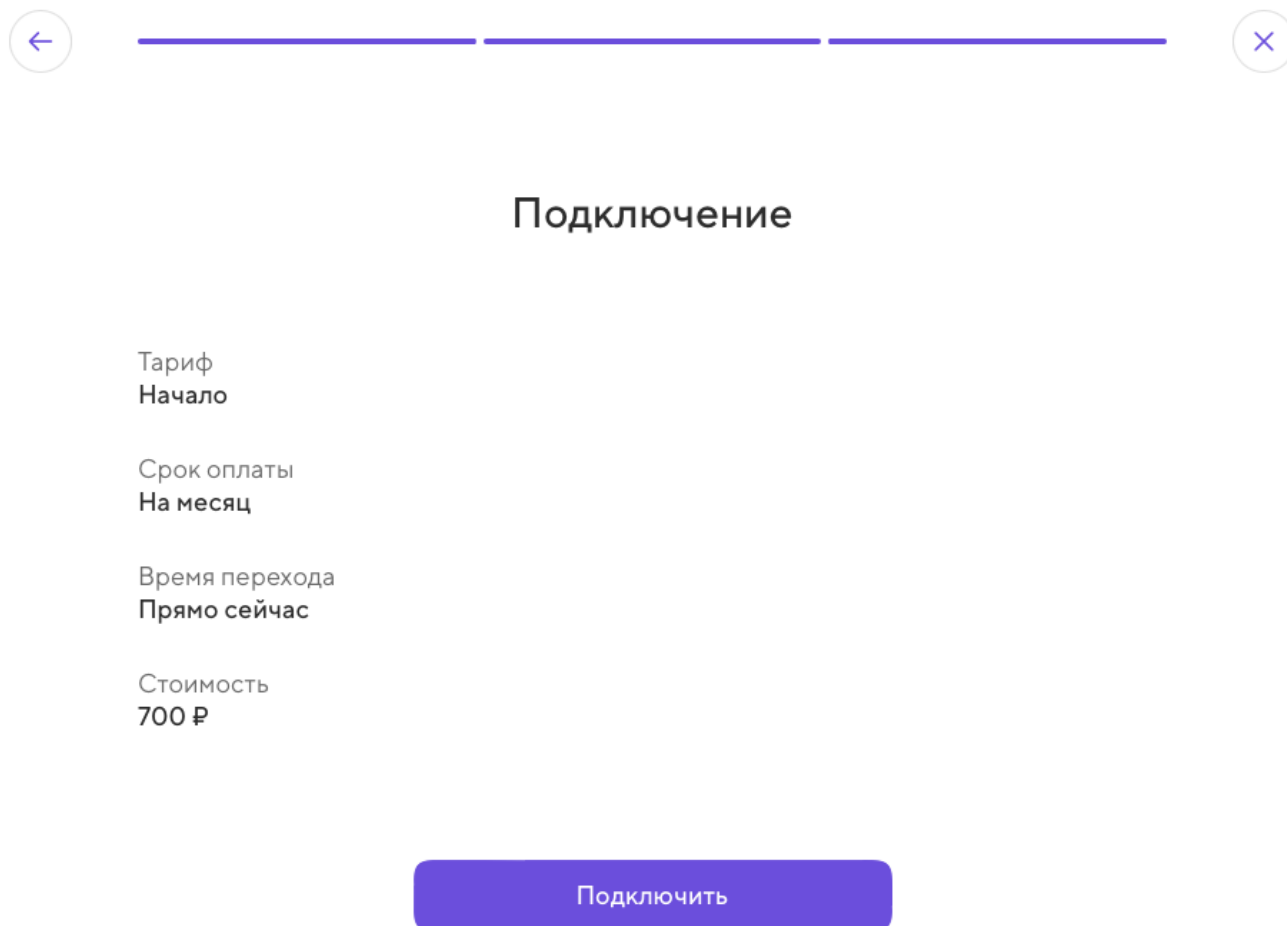 Подключение
Тариф
Начало
Срок оплаты
На месяц
Время перехода
Прямо сейчас
Стоимость
700 ₽
Подключить